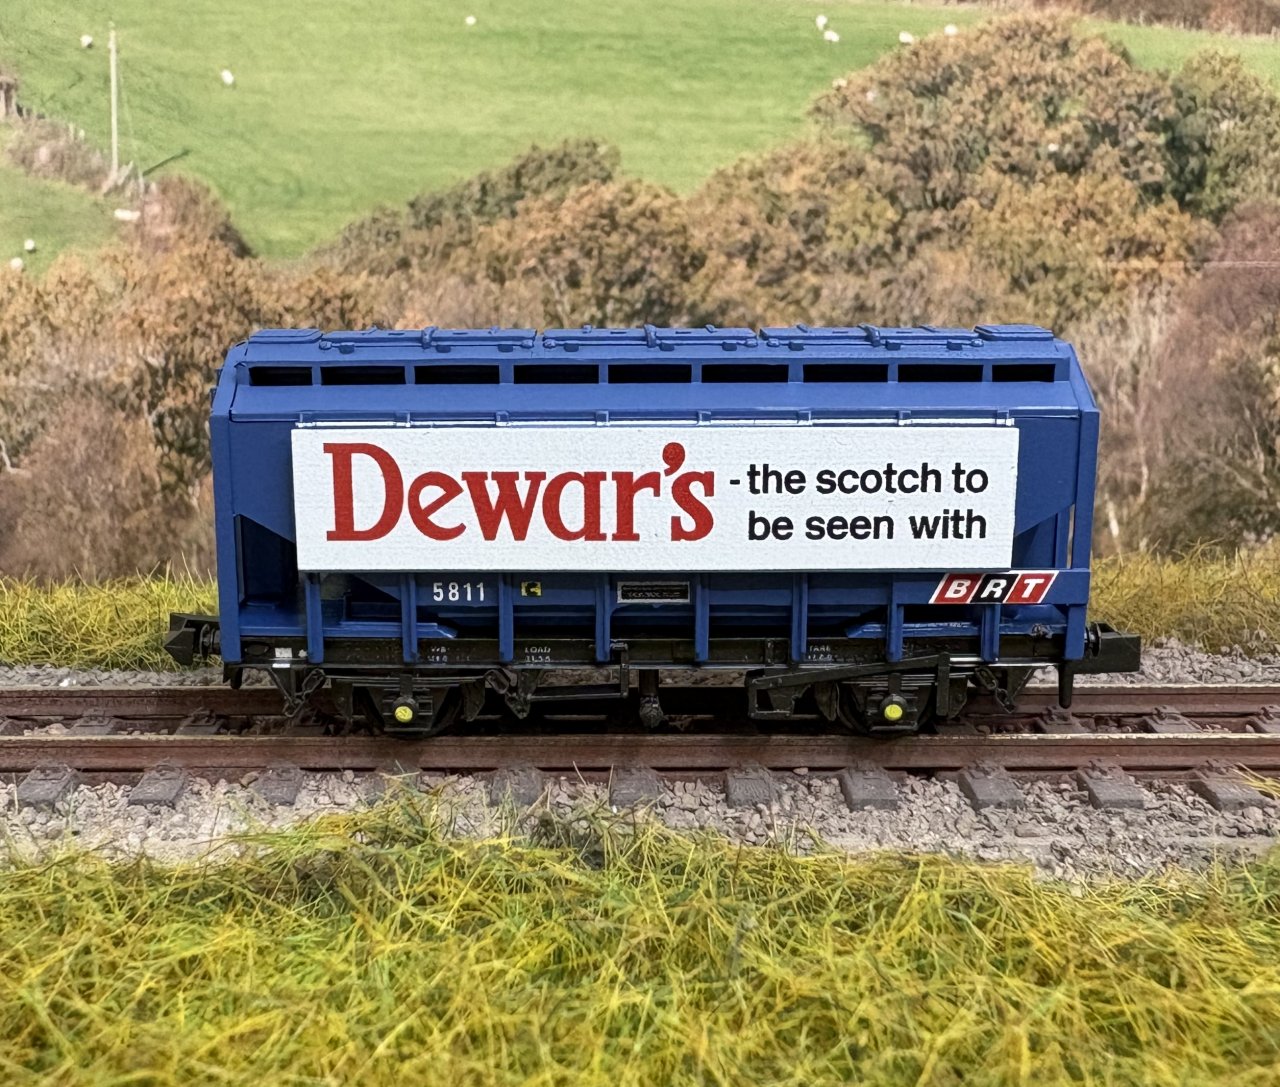 Dewar's
- the scotch to
be seen with
5811
BRT
LOAD
TARE